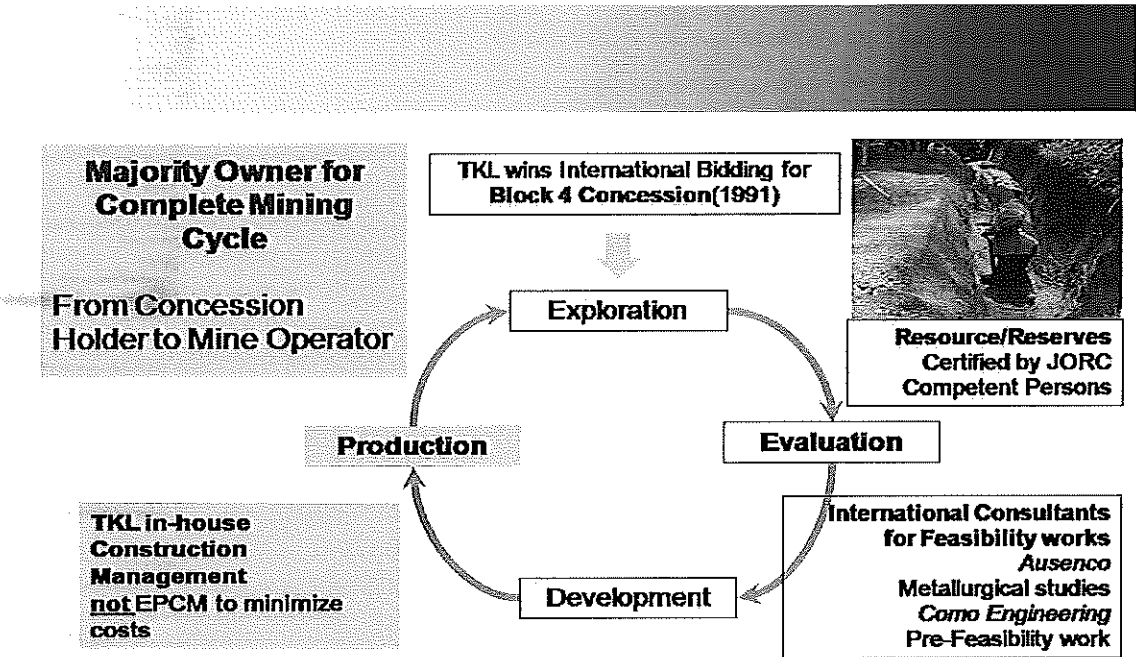 Majority Owner for
Complete Mining
Cycle
From Concession
Holder to Mine Operator
TKL wins International Bidding for
Block 4 Concession(1991)
Exploration
Resource/Reserves
Certified by JORC
Competent Persons
Production
Evaluation
TKL in-house
Construction
Management
not EPCM to minimize
costs
Development
International Consultants
for Feasibility works
Ausenco
Metallurgical studies
Como Engineering
Pre-Feasibility work